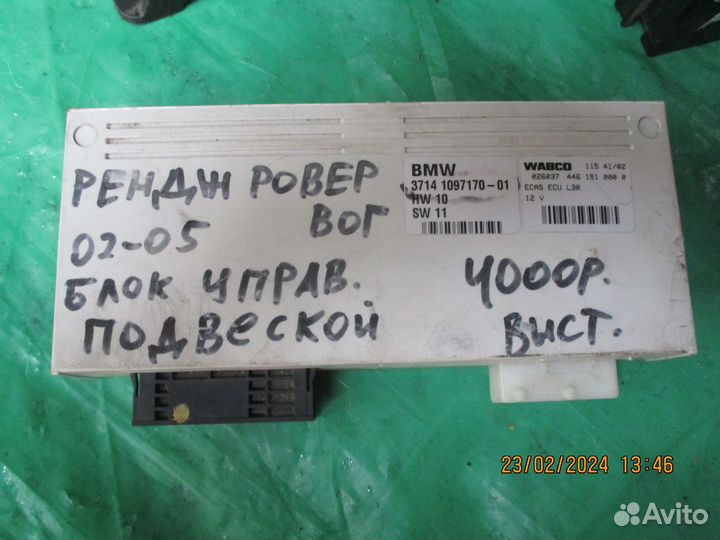 BMW
3714 1097170-01
HW 10
SW 11
WABCO 115 41/02
026037 446 151 000 0
ECAS ECU L30
12 V
РЕНДЖ РОВЕР
ВОГ
02-05
БЛОК УПРАВ.
ПОДВЕСКОЙ
4000р.
ВИСТ.
23/02/2024 13:46
Avito